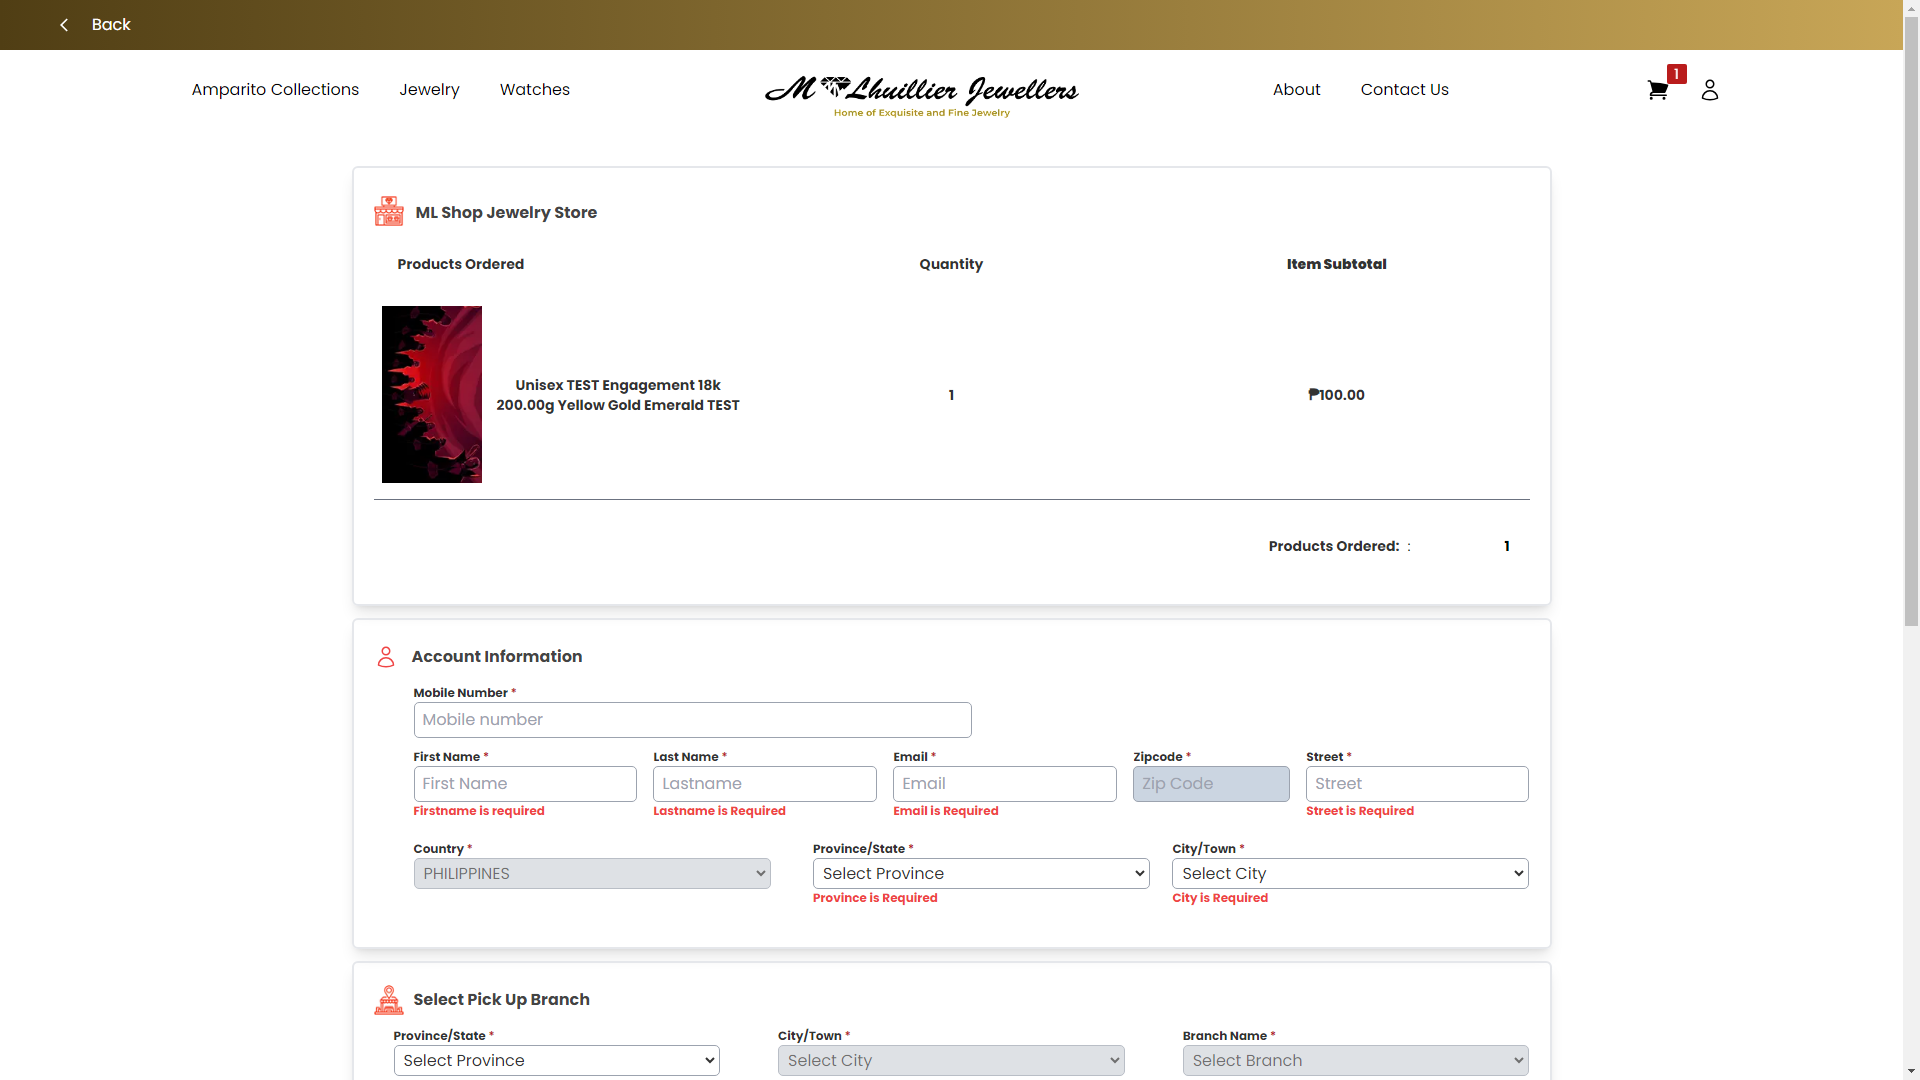 Back
Amparito Collections
Jewelry
Watches
M Lhuillier Jewellers
Home of Exquisite and Fine Jewelry
About
Contact Us
1
ML Shop Jewelry Store
Products Ordered
Quantity
Item Subtotal
Unisex TEST Engagement 18k
200.00g Yellow Gold Emerald TEST
1
₱100.00
Products Ordered: :
1
Account Information
Mobile Number *
Mobile number
First Name *
Last Name *
Email *
Zipcode *
Street *
First Name
Lastname
Email
Zip Code
Street
Firstname is required
Lastname is Required
Email is Required
Street is Required
Country *
Province/State *
City/Town *
PHILIPPINES
Select Province
Select City
Province is Required
City is Required
Select Pick Up Branch
Province/State *
City/Town *
Branch Name *
Select Province
Select City
Select Branch